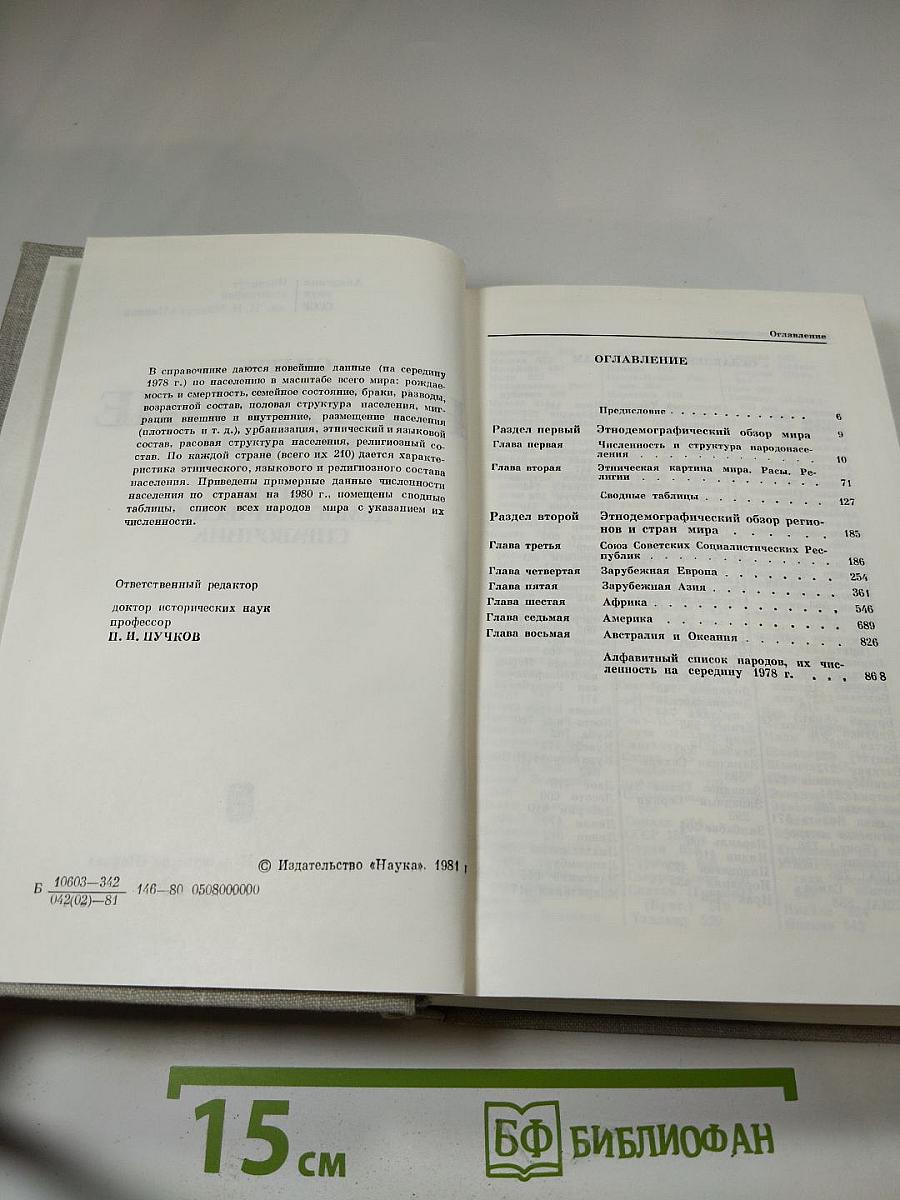 В справочнике даются новейшие данные (на середину
1978 г.) по населению в масштабе всего мира: рождае-
мость и смертность, семейное состояние, браки, разводы,
возрастной состав, половая структура населения, миг-
рации внешние и внутренние, размещение населения
(плотность и т. д.), урбанизация, этнический и языковой
состав, расовая структура населения, религиозный со-
став. По каждой стране (всего их 210) дается характе-
ристика этнического, языкового и религиозного состава
населения. Приведены примерные данные численности
населения по странам на 1980 г., помещены сводные
таблицы, список всех народов мира с указанием их
численности.
Ответственный редактор
доктор исторических наук
профессор
П. И. ПУЧКОВ
© Издательство «Наука». 1981 г
Б 10603—342 146—80 0508000000
042(02)—81
Оглавление
ОГЛАВЛЕНИЕ
Предисловие . . . . . . . . . . . . 6
Раздел первый Этнодемографический обзор мира 9
Глава первая Численность и структура народонасе-
ления . . . . . . . . . . . . . 10
Глава вторая Этническая картина мира. Расы. Ре-
лигии . . . . . . . . . . . . . 71
Сводные таблицы . . . . . . . . . 127
Раздел второй Этнодемографический обзор регио-
нов и стран мира . . . . . . 185
Глава третья Союз Советских Социалистических Рес-
публик . . . . . . . . . . . . 186
Глава четвертая Зарубежная Европа . . . . . . . . 254
Глава пятая Зарубежная Азия . . . . . . . . . 361
Глава шестая Африка . . . . . . . . . . . . 546
Глава седьмая Америка . . . . . . . . . . . 689
Глава восьмая Австралия и Океания . . . . . . . 826
Алфавитный список народов, их чис-
ленность на середину 1978 г. . . . 868
15 см
БФ БИБЛИОФАН